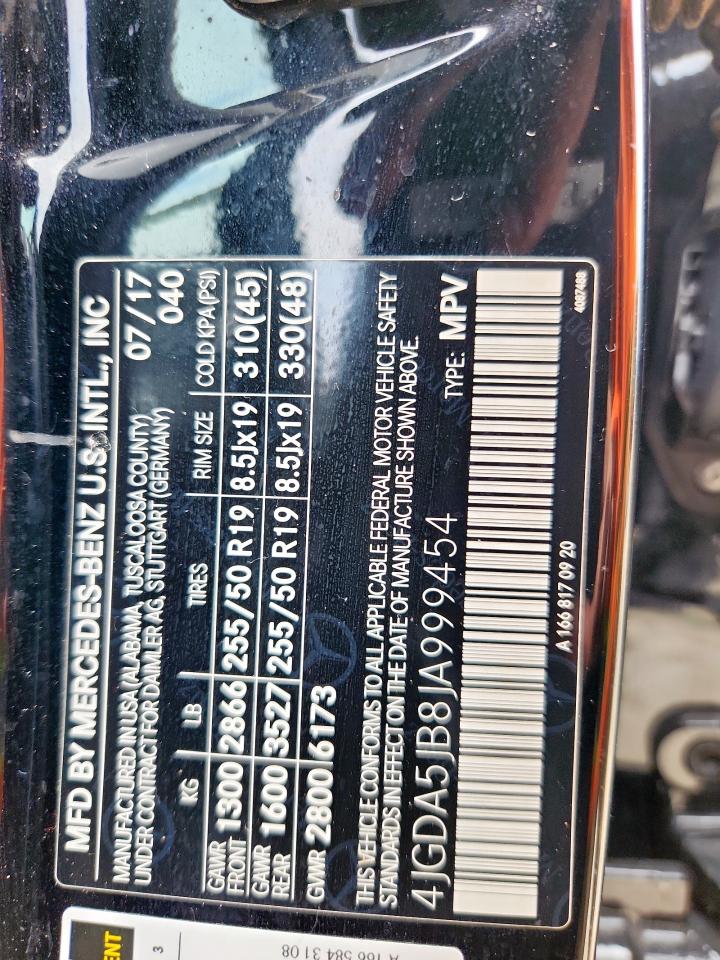 MFD BY MERCEDES-BENZ U.S. INTL., INC
MANUFACTURED IN USA (ALABAMA, TUSCALOOSA COUNTY) 07/17
UNDER CONTRACT FOR DAIMLER AG, STUTTGART (GERMANY) 040
KG LB TIRES RIM SIZE COLD KPA(PSI)
GAWR FRONT 1300 2866 255/50 R19 8.5Jx19 310(45)
GAWR REAR 1600 3527 255/50 R19 8.5Jx19 330(48)
GVWR 2800 6173
THIS VEHICLE CONFORMS TO ALL APPLICABLE FEDERAL MOTOR VEHICLE SAFETY
STANDARDS IN EFFECT ON THE DATE OF MANUFACTURE SHOWN ABOVE.
4JGDA5JB8JA999454 TYPE: MPV
A 166 817 09 20 4087488
ENT
3
A 166 584 31 08